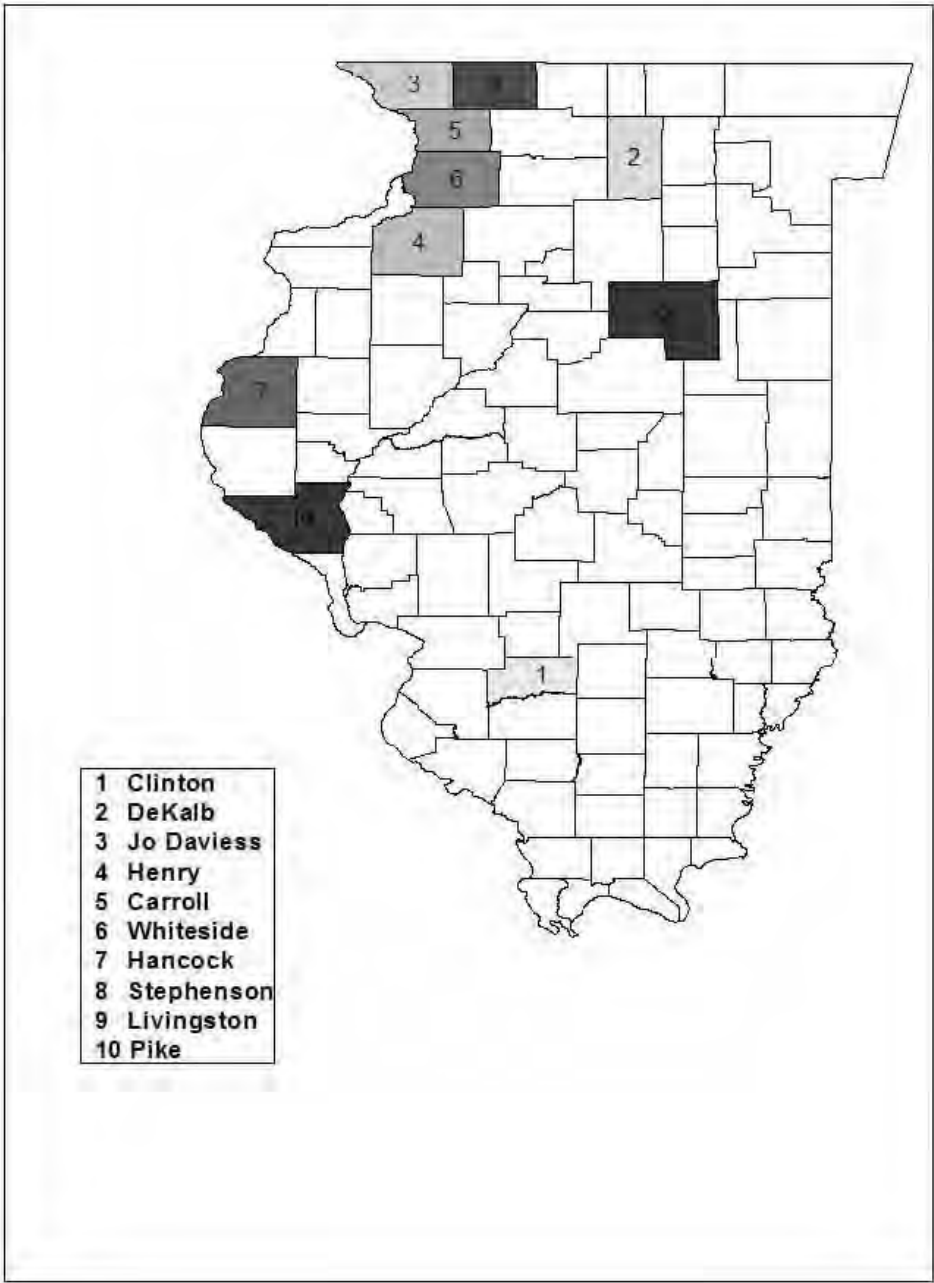 3
5
2
6
4
7
1
1 Clinton
2 DeKalb
3 Jo Daviess
4 Henry
5 Carroll
6 Whiteside
7 Hancock
8 Stephenson
9 Livingston
10 Pike